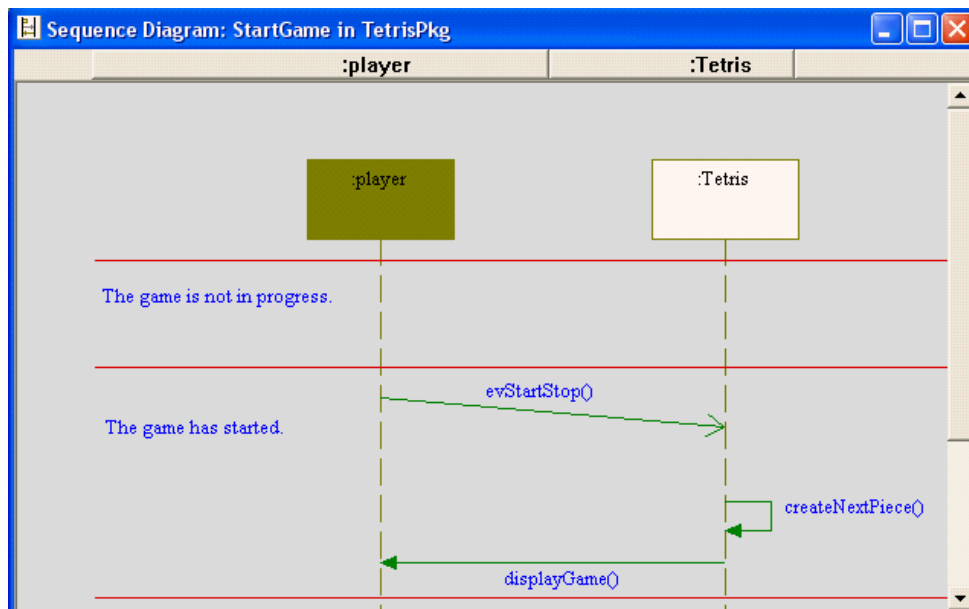 Sequence Diagram: StartGame in TetrisPkg
:player :Tetris
:player :Tetris
The game is not in progress.
evStartStop()
The game has started.
createNextPiece()
displayGame()